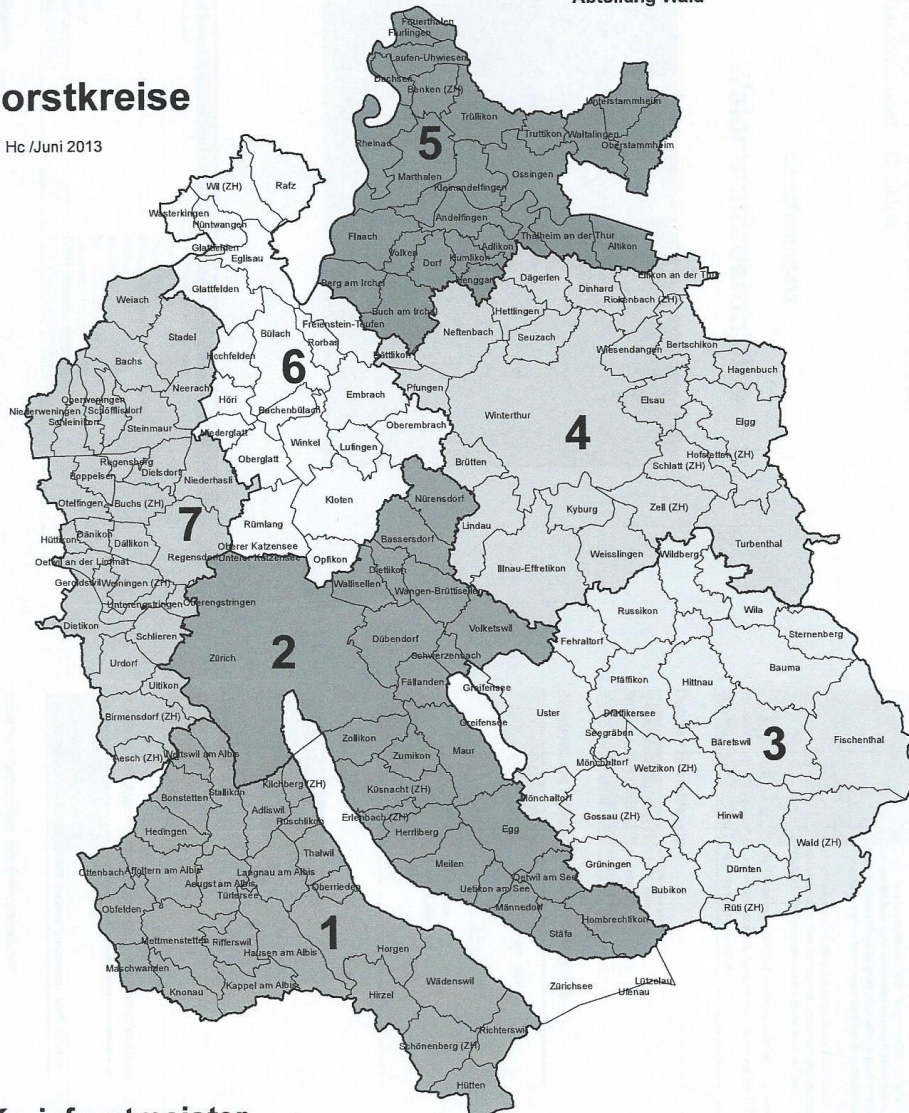 Abteilung Wald
orstkreise
Hc /Juni 2013
Feuerthalen
Flurlingen
Laufen-Uhwiesen
Dachsen
Benken (ZH)
Trüllikon
Unterstammheim
Truttikon
Waltalingen
Oberstammheim
Rheinau
5
Marthalen
Ossingen
Kleinandelfingen
Andelfingen
Wil (ZH)
Rafz
Wasterkingen
Hüntwangen
Flaach
Thalheim an der Thur
Altikon
Adlikon
Volken
Dorf
Humlikon
Henggart
Glattfelden
Eglisau
Berg am Irchel
Dägerlen
Ellikon an der Thur
Dinhard
Rickenbach (ZH)
Glattfelden
Weiach
Buch am Irchel
Hettlingen
Freienstein-Teufen
Neftenbach
Seuzach
Stadel
Bülach
Rorbas
Bertschikon
Wiesendangen
Dättlikon
Hochfelden
Bachs
6
Hagenbuch
Neerach
Pfungen
Embrach
Höri
Elsau
Oberweningen
Niederweningen
Schöfflisdorf
Bachenbülach
Winterthur
Schleinikon
Steinmaur
Oberembrach
Elgg
Niederglatt
4
Winkel
Lufingen
Hofstetten (ZH)
Oberglatt
Regensberg
Brütten
Schlatt (ZH)
Boppelsen
Dielsdorf
Niederhasli
Nürensdorf
Kloten
Otelfingen
Buchs (ZH)
Zell (ZH)
Kyburg
7
Rümlang
Lindau
Hüttikon
Dänikon
Dällikon
Bassersdorf
Turbenthal
Oberer Katzensee
Weisslingen
Wildberg
Regensdorf
Unterer Katzensee
Opfikon
Oetwil an der Limmat
Illnau-Effretikon
Dietlikon
Geroldswil
Weiningen (ZH)
Wallisellen
Wangen-Brüttisellen
Unterengstringen
Oberengstringen
Russikon
Wila
Dietikon
Volketswil
Sternenberg
Schlieren
Dübendorf
Fehraltorf
2
Zürich
Schwerzenbach
Bauma
Urdorf
Pfäffikon
Hittnau
Fällanden
Uitikon
Greifensee
Uster
Birmensdorf (ZH)
Pfäffikersee
Greifensee
Seegräben
Zollikon
Bäretswil
3
Fischenthal
Maur
Wettswil am Albis
Zumikon
Mönchaltorf
Aesch (ZH)
Wetzikon (ZH)
Kilchberg (ZH)
Küsnacht (ZH)
Stallikon
Bonstetten
Mönchaltorf
Adliswil
Rüschlikon
Erlenbach (ZH)
Gossau (ZH)
Hinwil
Hedingen
Herrliberg
Egg
Wald (ZH)
Thalwil
Meilen
Grüningen
Ottenbach
Affoltern am Albis
Langnau am Albis
Dürnten
Aeugst am Albis
Oetwil am See
Oberrieden
Uetikon am See
Bubikon
Türlersee
Männedorf
Rüti (ZH)
Obfelden
Hombrechtikon
1
Stäfa
Mettmenstetten
Rifferswil
Horgen
Hausen am Albis
Maschwanden
Wädenswil
Lützelau
Kappel am Albis
Zürichsee
Ufenau
Knonau
Hirzel
Richterswil
Schönenberg (ZH)
Hütten